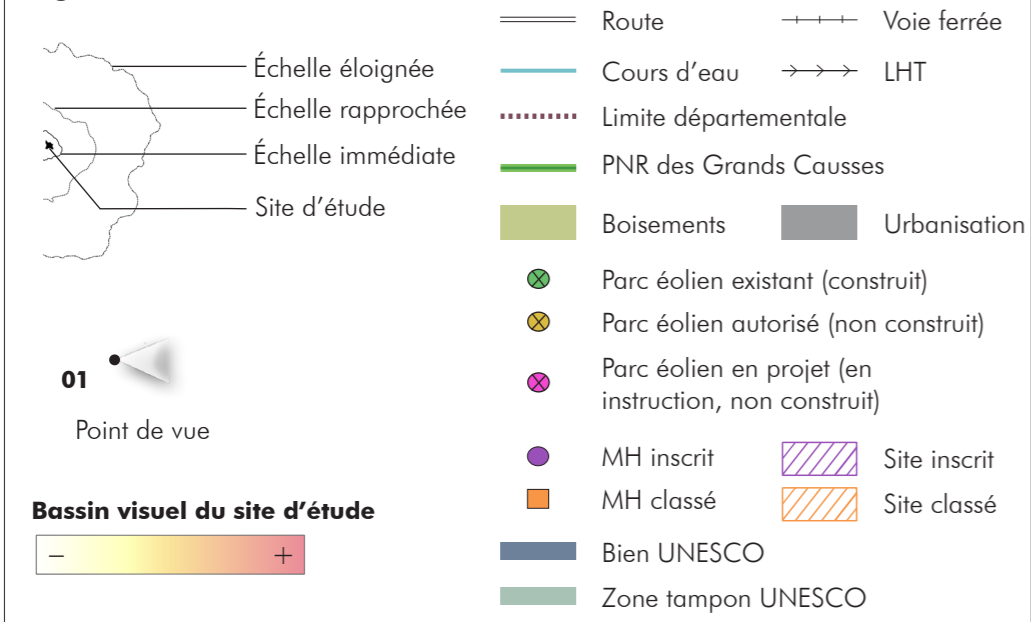 Échelle éloignée
Échelle rapprochée
Échelle immédiate
Site d'étude
01
Point de vue
Bassin visuel du site d'étude
− +
Route
Voie ferrée
Cours d'eau
LHT
Limite départementale
PNR des Grands Causses
Boisements
Urbanisation
Parc éolien existant (construit)
Parc éolien autorisé (non construit)
Parc éolien en projet (en
instruction, non construit)
MH inscrit
Site inscrit
MH classé
Site classé
Bien UNESCO
Zone tampon UNESCO